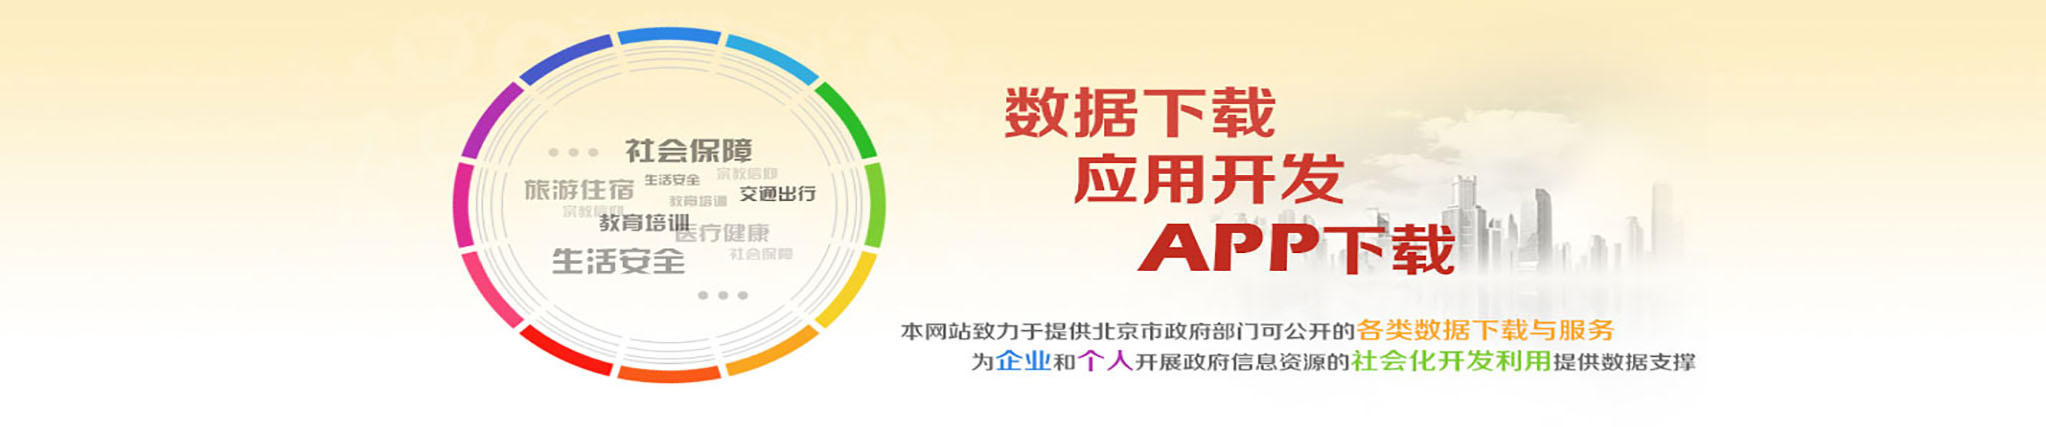 社会保障
宗教信仰
生活安全
旅游住宿
交通出行
教育培训
宗教信仰
教育培训
医疗健康
社会保障
生活安全
数据下载
应用开发
APP下载
本网站致力于提供北京市政府部门可公开的各类数据下载与服务
为企业和个人开展政府信息资源的社会化开发利用提供数据支撑